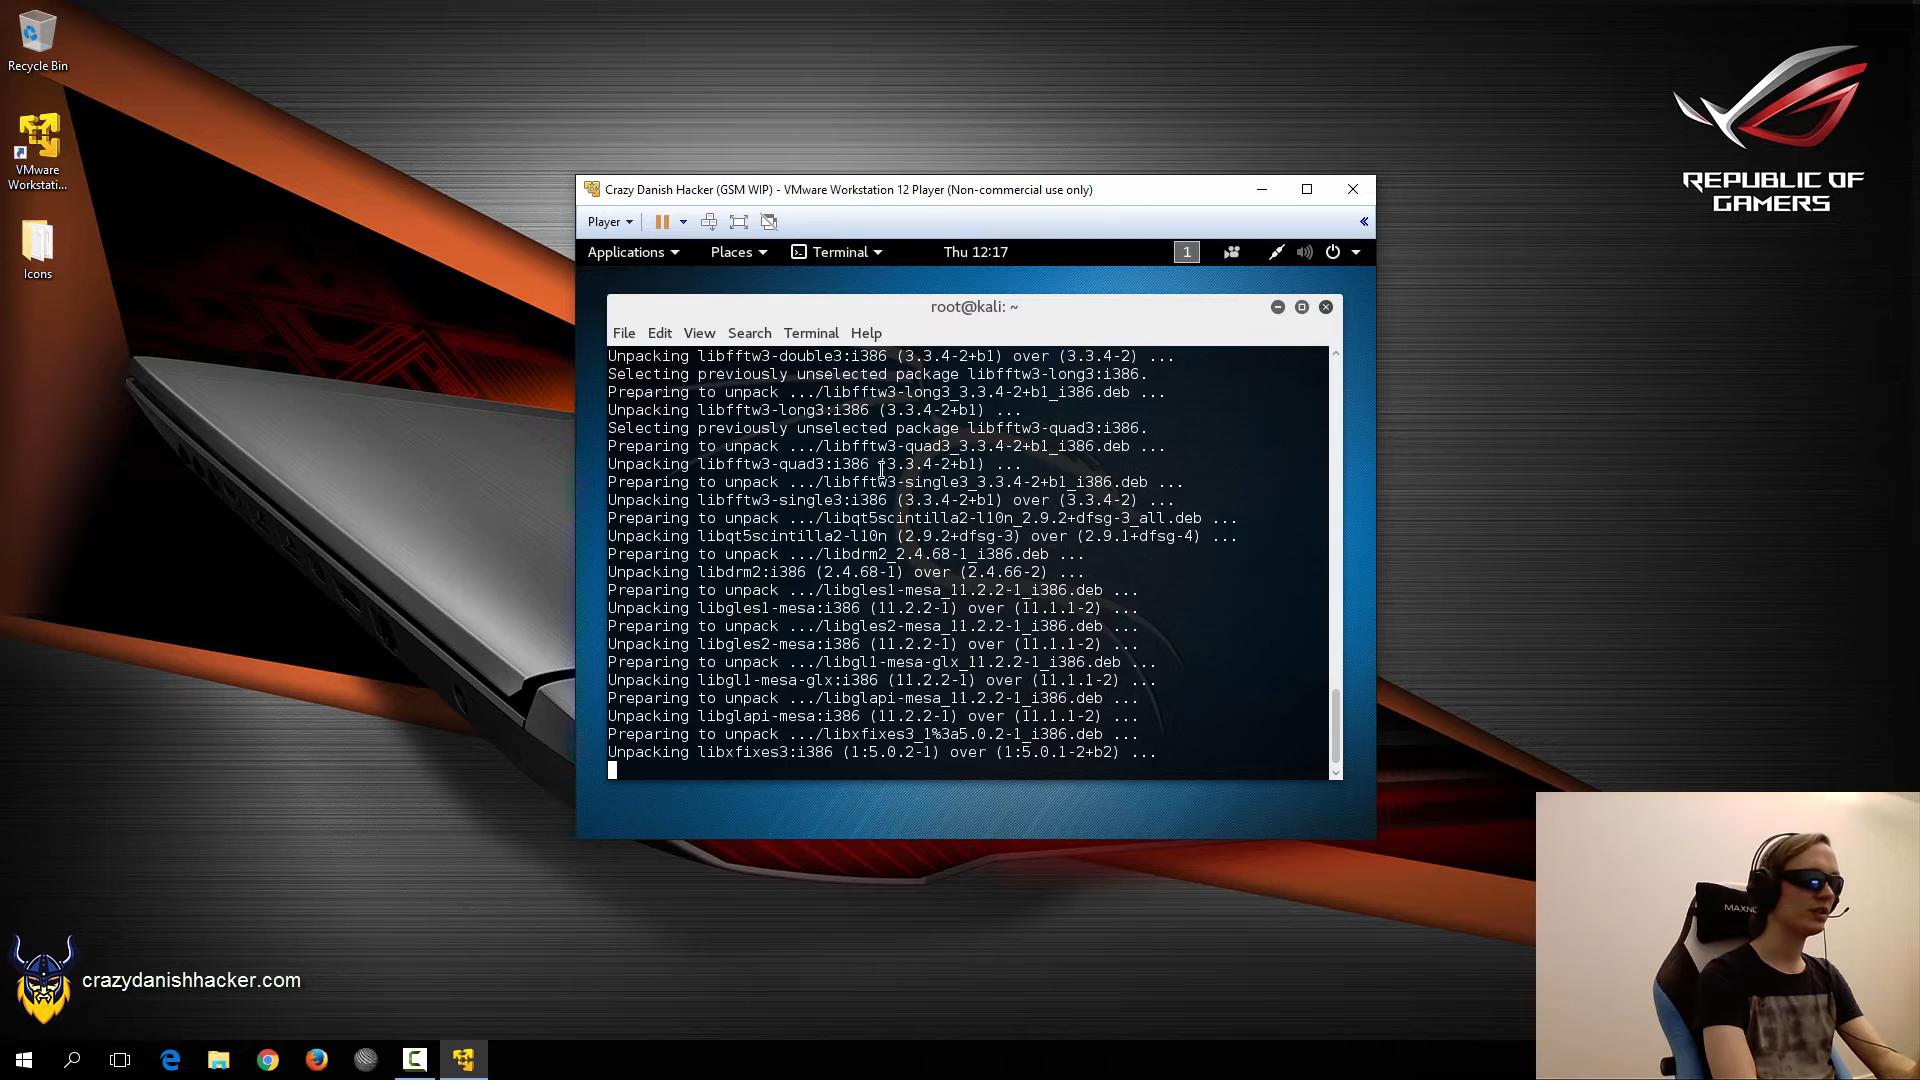 Recycle Bin
VMware
Workstati...
Icons
REPUBLIC OF
GAMERS
Crazy Danish Hacker (GSM WIP) - VMware Workstation 12 Player (Non-commercial use only)
Player
Applications Places Terminal Thu 12:17 1
root@kali: ~
File Edit View Search Terminal Help
Unpacking libfftw3-double3:i386 (3.3.4-2+b1) over (3.3.4-2) ...
Selecting previously unselected package libfftw3-long3:i386.
Preparing to unpack .../libfftw3-long3_3.3.4-2+b1_i386.deb ...
Unpacking libfftw3-long3:i386 (3.3.4-2+b1) ...
Selecting previously unselected package libfftw3-quad3:i386.
Preparing to unpack .../libfftw3-quad3_3.3.4-2+b1_i386.deb ...
Unpacking libfftw3-quad3:i386 (3.3.4-2+b1) ...
Preparing to unpack .../libfftw3-single3_3.3.4-2+b1_i386.deb ...
Unpacking libfftw3-single3:i386 (3.3.4-2+b1) over (3.3.4-2) ...
Preparing to unpack .../libqt5scintilla2-l10n_2.9.2+dfsg-3_all.deb ...
Unpacking libqt5scintilla2-l10n (2.9.2+dfsg-3) over (2.9.1+dfsg-4) ...
Preparing to unpack .../libdrm2_2.4.68-1_i386.deb ...
Unpacking libdrm2:i386 (2.4.68-1) over (2.4.66-2) ...
Preparing to unpack .../libgles1-mesa_11.2.2-1_i386.deb ...
Unpacking libgles1-mesa:i386 (11.2.2-1) over (11.1.1-2) ...
Preparing to unpack .../libgles2-mesa_11.2.2-1_i386.deb ...
Unpacking libgles2-mesa:i386 (11.2.2-1) over (11.1.1-2) ...
Preparing to unpack .../libgl1-mesa-glx_11.2.2-1_i386.deb ...
Unpacking libgl1-mesa-glx:i386 (11.2.2-1) over (11.1.1-2) ...
Preparing to unpack .../libglapi-mesa_11.2.2-1_i386.deb ...
Unpacking libglapi-mesa:i386 (11.2.2-1) over (11.1.1-2) ...
Preparing to unpack .../libxfixes3_1%3a5.0.2-1_i386.deb ...
Unpacking libxfixes3:i386 (1:5.0.2-1) over (1:5.0.1-2+b2) ...
crazydanishhacker.com